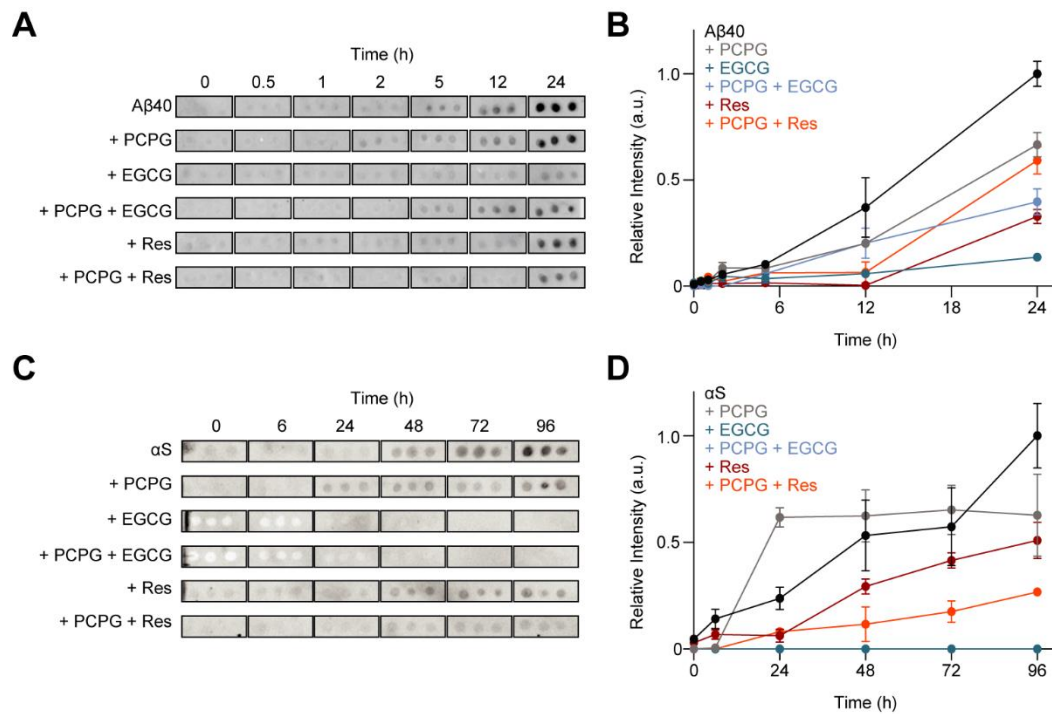 A
Time (h)
0 0.5 1 2 5 12 24
Aβ40
+ PCPG
+ EGCG
+ PCPG + EGCG
+ Res
+ PCPG + Res
B
Aβ40
+ PCPG
+ EGCG
+ PCPG + EGCG
+ Res
+ PCPG + Res
Relative Intensity (a.u.)
1.0
0.5
0
0 6 12 18 24
Time (h)
C
Time (h)
0 6 24 48 72 96
αS
+ PCPG
+ EGCG
+ PCPG + EGCG
+ Res
+ PCPG + Res
D
αS
+ PCPG
+ EGCG
+ PCPG + EGCG
+ Res
+ PCPG + Res
Relative Intensity (a.u.)
1.0
0.5
0
0 24 48 72 96
Time (h)